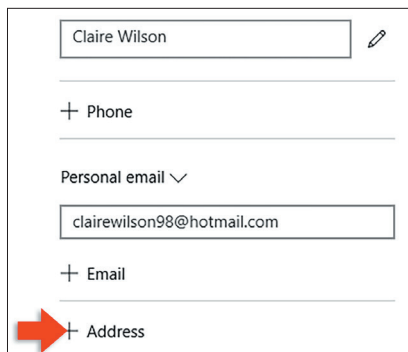 Claire Wilson
+ Phone
Personal email
clairewilson98@hotmail.com
+ Email
+ Address